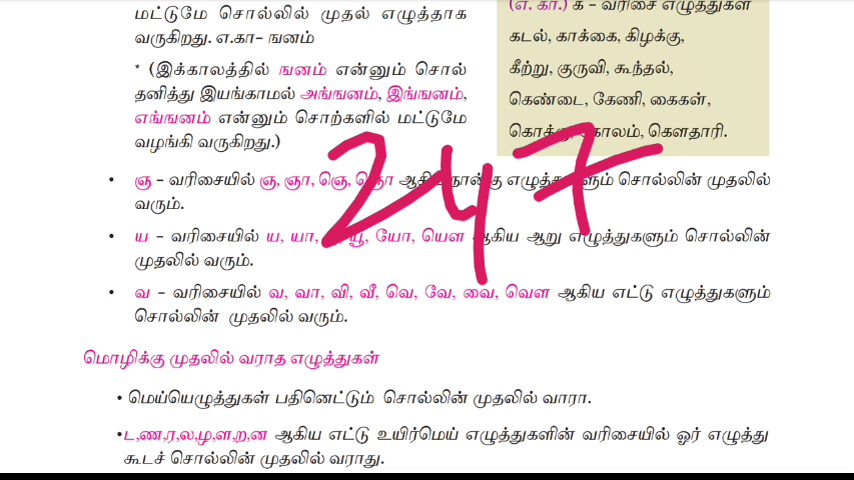 மட்டுமே சொல்லில் முதல் எழுத்தாக
வருகிறது. எ.கா– ஙனம்
* (இக்காலத்தில் ஙனம் என்னும் சொல்
தனித்து இயங்காமல் அங்ஙனம், இங்ஙனம்,
எங்ஙனம் என்னும் சொற்களில் மட்டுமே
வழங்கி வருகிறது.)
(எ. கா.) க – வரிசை எழுத்துகள்
கடல், காக்கை, கிழக்கு,
கீற்று, குருவி, கூந்தல்,
கெண்டை, கேணி, கைகள்,
கொத்து, கோலம், கௌதாரி.
247
• ஞ – வரிசையில் ஞ, ஞா, ஞெ, ஞொ ஆகிய நான்கு எழுத்துகளும் சொல்லின் முதலில்
வரும்.
• ய – வரிசையில் ய, யா, யூ, யோ, யௌ ஆகிய ஆறு எழுத்துகளும் சொல்லின்
முதலில் வரும்.
• வ – வரிசையில் வ, வா, வி, வீ, வெ, வே, வை, வௌ ஆகிய எட்டு எழுத்துகளும்
சொல்லின் முதலில் வரும்.
மொழிக்கு முதலில் வராத எழுத்துகள்
• மெய்யெழுத்துகள் பதினெட்டும் சொல்லின் முதலில் வாரா.
•ட,ண,ர,ல,ழ,ள,ற,ன ஆகிய எட்டு உயிர்மெய் எழுத்துகளின் வரிசையில் ஓர் எழுத்து
கூடச் சொல்லின் முதலில் வராது.